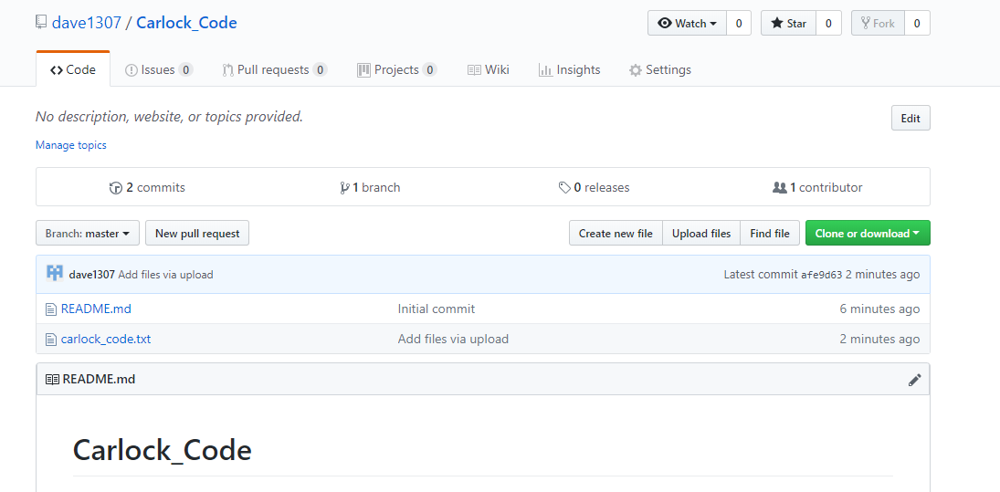 dave1307 / Carlock_Code
Watch 0 Star 0 Fork 0
Code Issues 0 Pull requests 0 Projects 0 Wiki Insights Settings
No description, website, or topics provided. Edit
Manage topics
2 commits 1 branch 0 releases 1 contributor
Branch: master New pull request Create new file Upload files Find file Clone or download
dave1307 Add files via upload Latest commit afe9d63 2 minutes ago
README.md Initial commit 6 minutes ago
carlock_code.txt Add files via upload 2 minutes ago
README.md
Carlock_Code